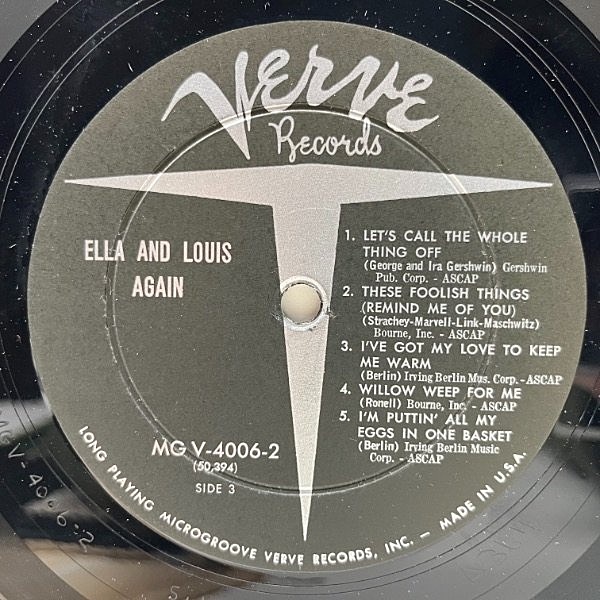 Verve
Records
ELLA AND LOUIS
AGAIN
1. LET'S CALL THE WHOLE
THING OFF
(George and Ira Gershwin) Gershwin
Pub. Corp. - ASCAP
2. THESE FOOLISH THINGS
(REMIND ME OF YOU)
(Strachey-Marvell-Link-Maschwitz)
Bourne, Inc. - ASCAP
3. I'VE GOT MY LOVE TO KEEP
ME WARM
(Berlin) Irving Berlin Mus. Corp. - ASCAP
4. WILLOW WEEP FOR ME
(Ronell) Bourne, Inc. - ASCAP
5. I'M PUTTIN' ALL MY
EGGS IN ONE BASKET
(Berlin) Irving Berlin Music
Corp. - ASCAP
MG V-4006-2
(50,394)
SIDE 3
LONG PLAYING MICROGROOVE VERVE RECORDS, INC. — MADE IN U.S.A.
MG V-4006-2